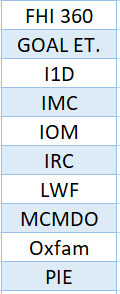 FHI 360
GOAL ET.
I1D
IMC
IOM
IRC
LWF
MCMDO
Oxfam
PIE